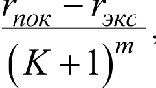 r_пок − r_экс
(K + 1)^m ,